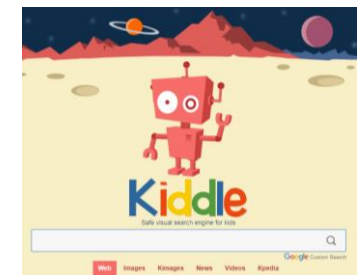 Kiddle
Safe visual search engine for kids
Google Custom Search
Web Images Kimages News Videos Kpedia